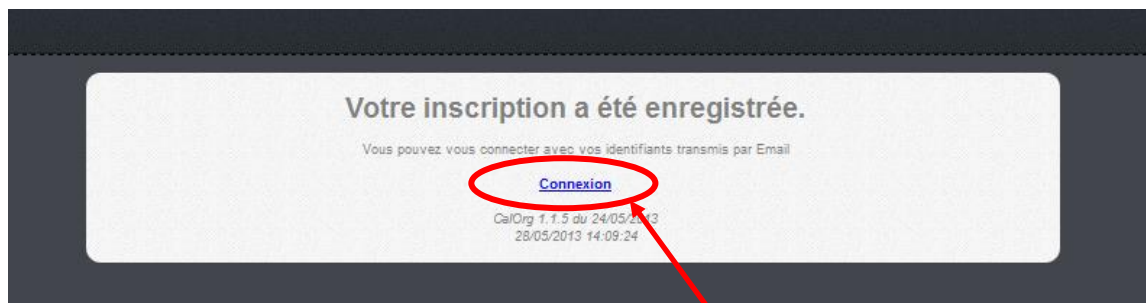 Votre inscription a été enregistrée.
Vous pouvez vous connecter avec vos identifiants transmis par Email
Connexion
CalOrg 1.1.5 du 24/05/2013
28/05/2013 14:09:24